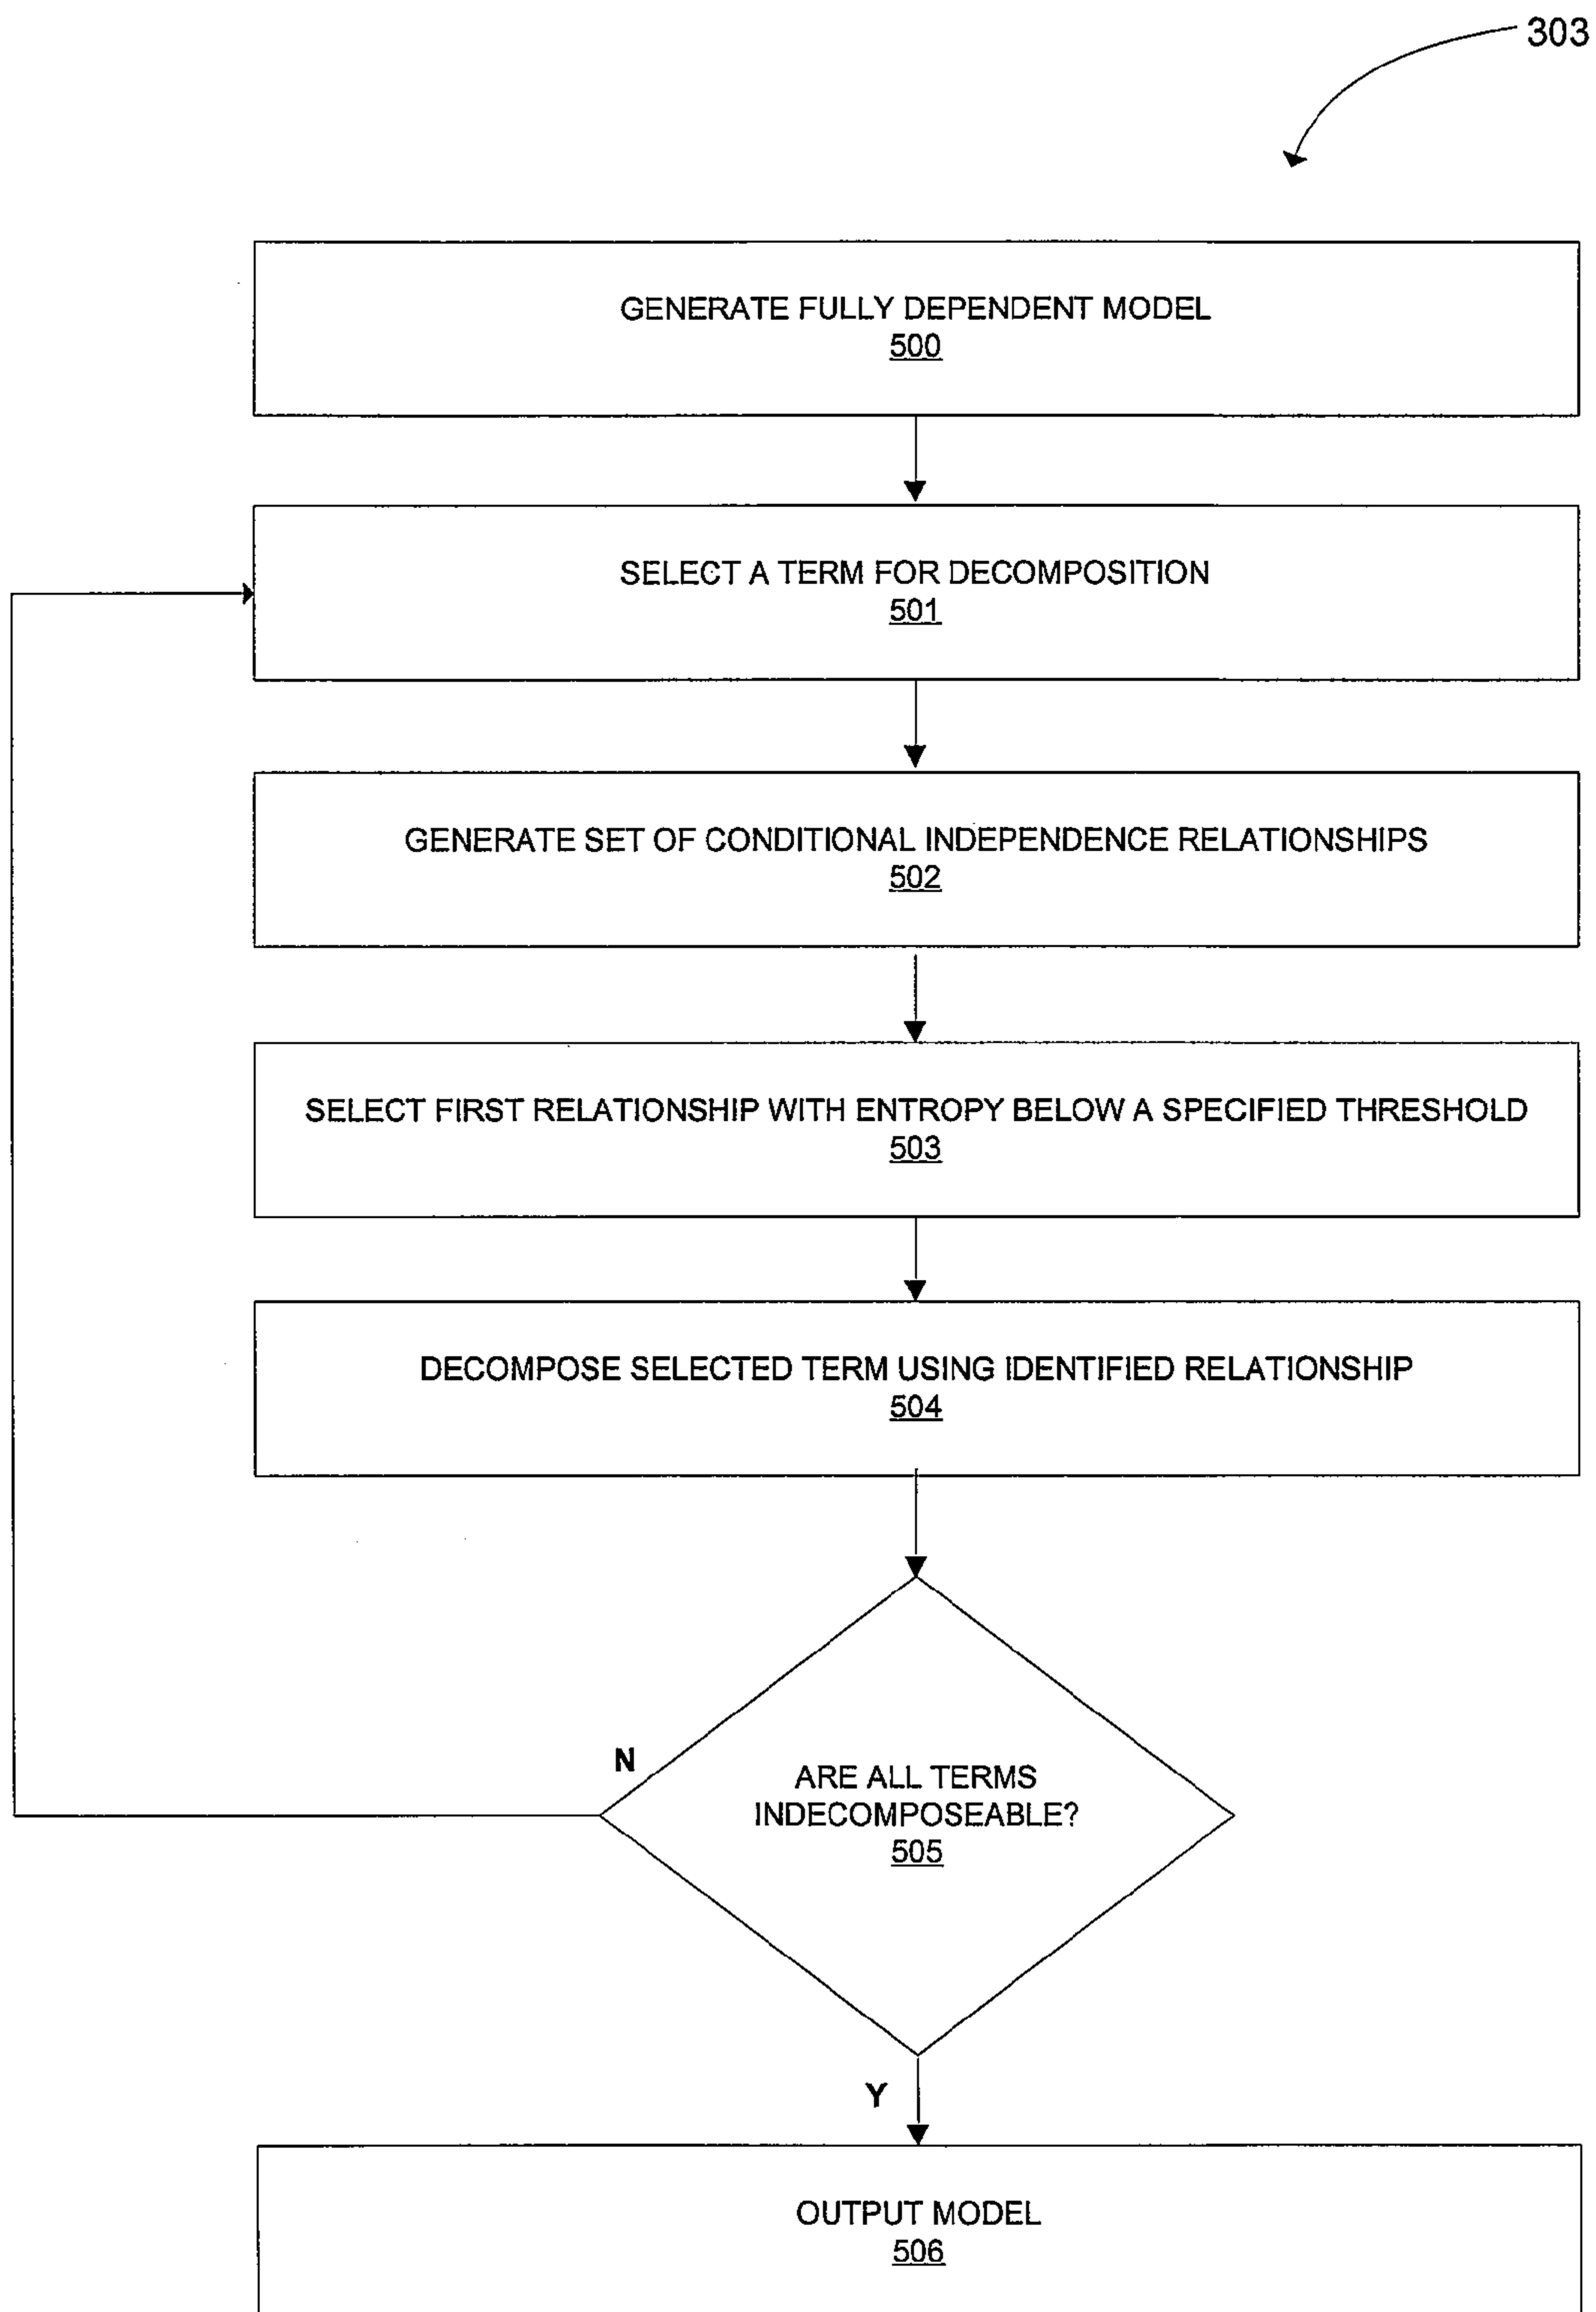 303
GENERATE FULLY DEPENDENT MODEL
500
SELECT A TERM FOR DECOMPOSITION
501
GENERATE SET OF CONDITIONAL INDEPENDENCE RELATIONSHIPS
502
SELECT FIRST RELATIONSHIP WITH ENTROPY BELOW A SPECIFIED THRESHOLD
503
DECOMPOSE SELECTED TERM USING IDENTIFIED RELATIONSHIP
504
N
ARE ALL TERMS
INDECOMPOSEABLE?
505
Y
OUTPUT MODEL
506